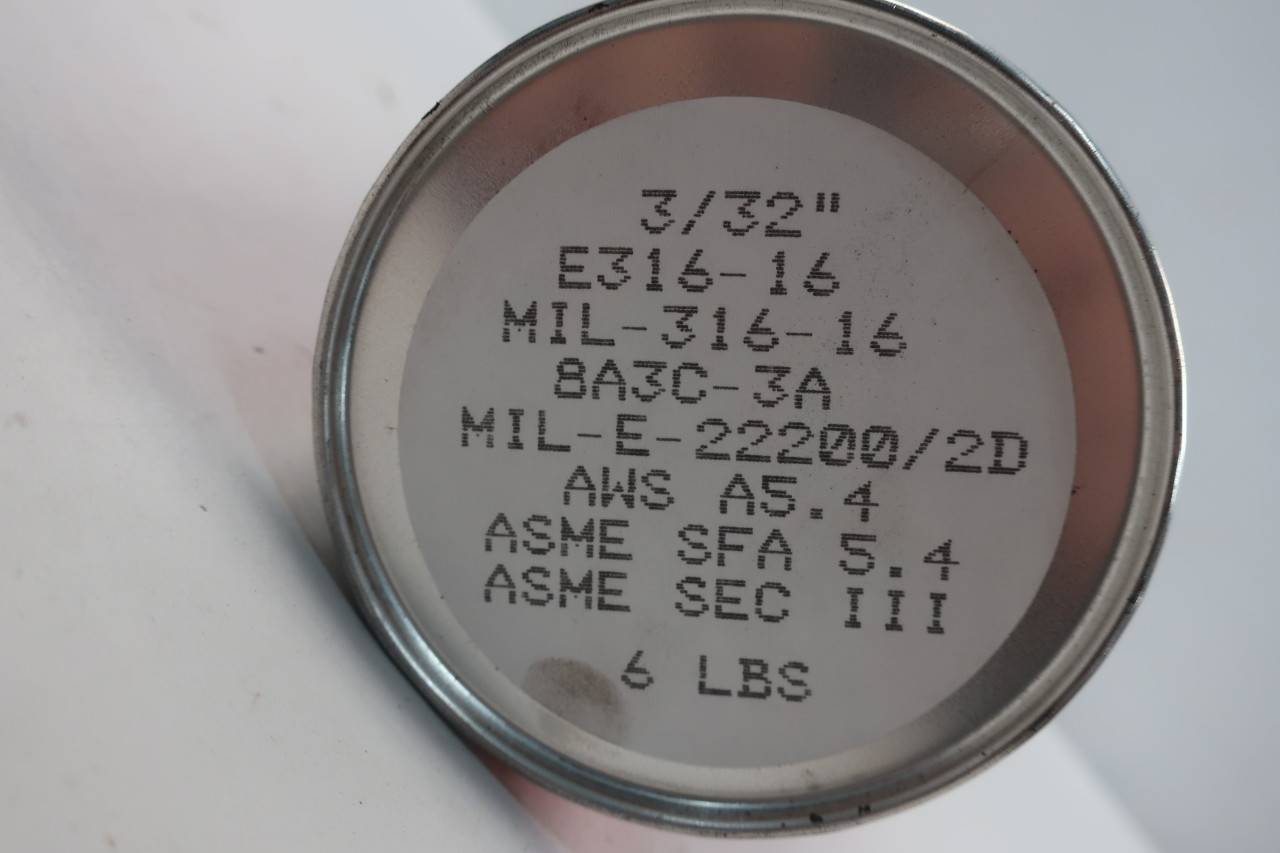 3/32"
E316-16
MIL-316-16
8A3C-3A
MIL-E-22200/2D
AWS A5.4
ASME SFA 5.4
ASME SEC III
6 LBS